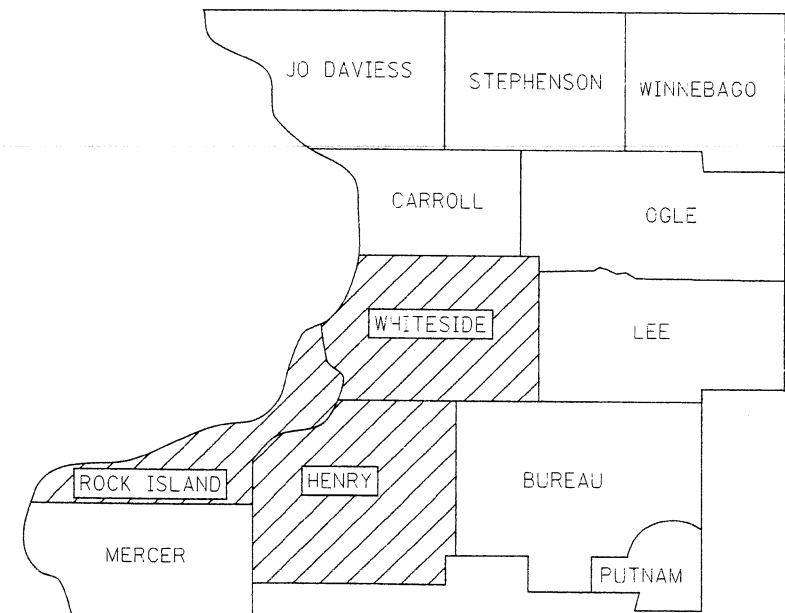 JO DAVIESS
STEPHENSON
WINNEBAGO
CARROLL
OGLE
WHITESIDE
LEE
ROCK ISLAND
HENRY
BUREAU
MERCER
PUTNAM